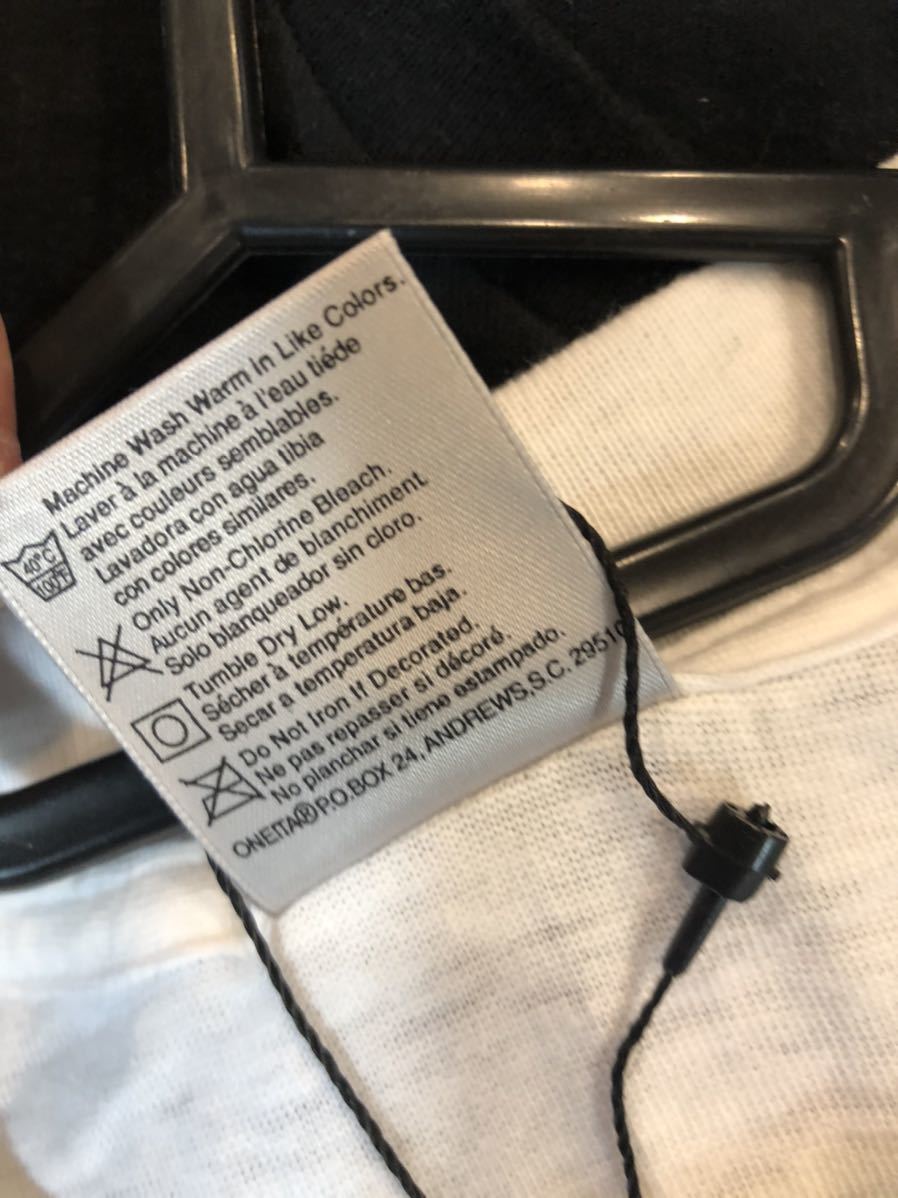 Machine Wash Warm In Like Colors.
Laver à la machine à l'eau tiéde
avec couleurs semblables.
Lavadora con agua tibia
con colores similares.
40°C
100°F
Only Non-Chlorine Bleach.
Aucun agent de blanchiment.
Solo blanqueador sin cloro.
Tumble Dry Low.
Sécher à température bas.
Secar a temperatura baja.
Do Not Iron If Decorated.
Ne pas repasser si décoré.
No planchar si tiene estampado.
ONEITA® P.O.BOX 24, ANDREWS.S.C. 29510